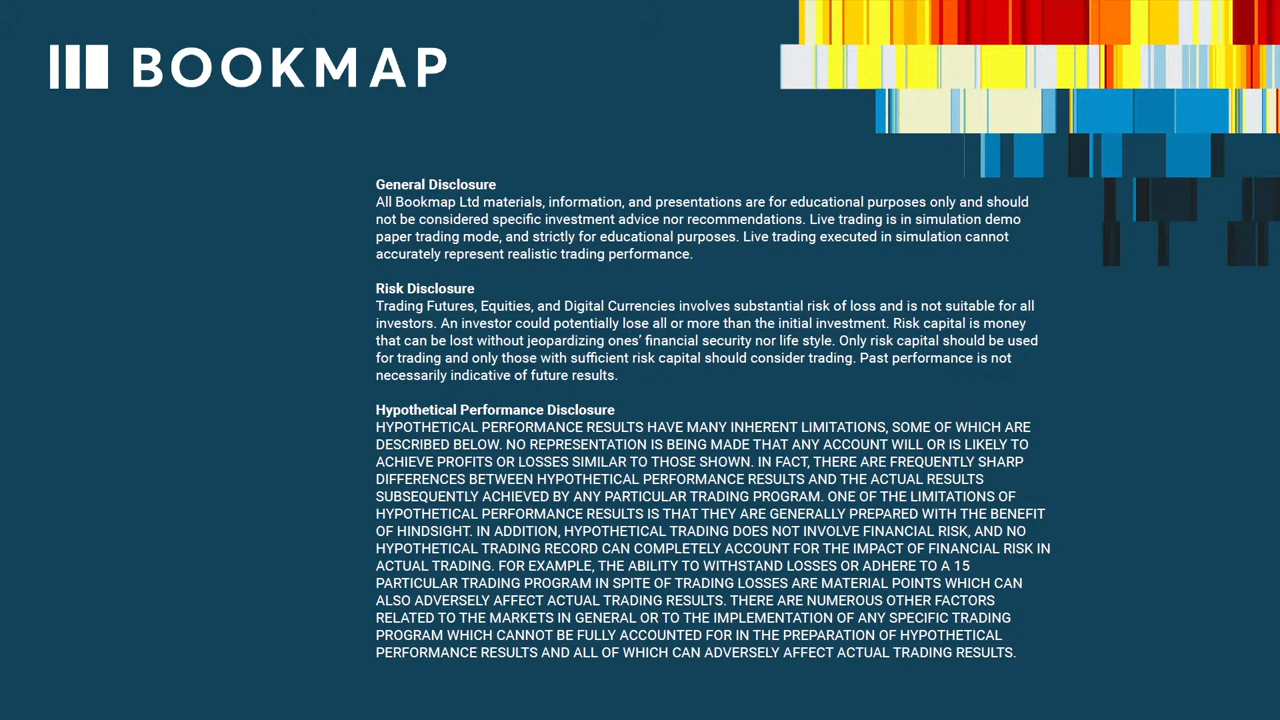 BOOKMAP
General Disclosure
All Bookmap Ltd materials, information, and presentations are for educational purposes only and should
not be considered specific investment advice nor recommendations. Live trading is in simulation demo
paper trading mode, and strictly for educational purposes. Live trading executed in simulation cannot
accurately represent realistic trading performance.
Risk Disclosure
Trading Futures, Equities, and Digital Currencies involves substantial risk of loss and is not suitable for all
investors. An investor could potentially lose all or more than the initial investment. Risk capital is money
that can be lost without jeopardizing ones’ financial security nor life style. Only risk capital should be used
for trading and only those with sufficient risk capital should consider trading. Past performance is not
necessarily indicative of future results.
Hypothetical Performance Disclosure
HYPOTHETICAL PERFORMANCE RESULTS HAVE MANY INHERENT LIMITATIONS, SOME OF WHICH ARE
DESCRIBED BELOW. NO REPRESENTATION IS BEING MADE THAT ANY ACCOUNT WILL OR IS LIKELY TO
ACHIEVE PROFITS OR LOSSES SIMILAR TO THOSE SHOWN. IN FACT, THERE ARE FREQUENTLY SHARP
DIFFERENCES BETWEEN HYPOTHETICAL PERFORMANCE RESULTS AND THE ACTUAL RESULTS
SUBSEQUENTLY ACHIEVED BY ANY PARTICULAR TRADING PROGRAM. ONE OF THE LIMITATIONS OF
HYPOTHETICAL PERFORMANCE RESULTS IS THAT THEY ARE GENERALLY PREPARED WITH THE BENEFIT
OF HINDSIGHT. IN ADDITION, HYPOTHETICAL TRADING DOES NOT INVOLVE FINANCIAL RISK, AND NO
HYPOTHETICAL TRADING RECORD CAN COMPLETELY ACCOUNT FOR THE IMPACT OF FINANCIAL RISK IN
ACTUAL TRADING. FOR EXAMPLE, THE ABILITY TO WITHSTAND LOSSES OR ADHERE TO A 15
PARTICULAR TRADING PROGRAM IN SPITE OF TRADING LOSSES ARE MATERIAL POINTS WHICH CAN
ALSO ADVERSELY AFFECT ACTUAL TRADING RESULTS. THERE ARE NUMEROUS OTHER FACTORS
RELATED TO THE MARKETS IN GENERAL OR TO THE IMPLEMENTATION OF ANY SPECIFIC TRADING
PROGRAM WHICH CANNOT BE FULLY ACCOUNTED FOR IN THE PREPARATION OF HYPOTHETICAL
PERFORMANCE RESULTS AND ALL OF WHICH CAN ADVERSELY AFFECT ACTUAL TRADING RESULTS.